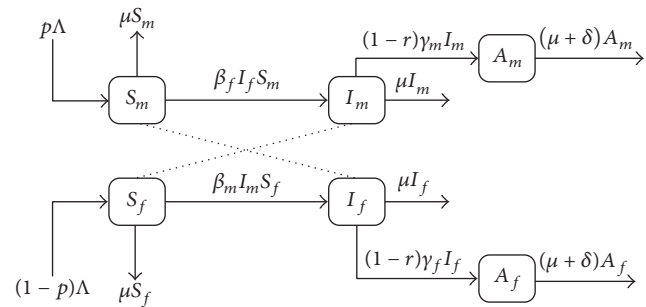 pΛ
μS_m
(1 − r)γ_m I_m
(μ + δ)A_m
S_m
β_f I_f S_m
I_m
μI_m
A_m
S_f
β_m I_m S_f
I_f
μI_f
(1 − p)Λ
μS_f
(1 − r)γ_f I_f
A_f
(μ + δ)A_f